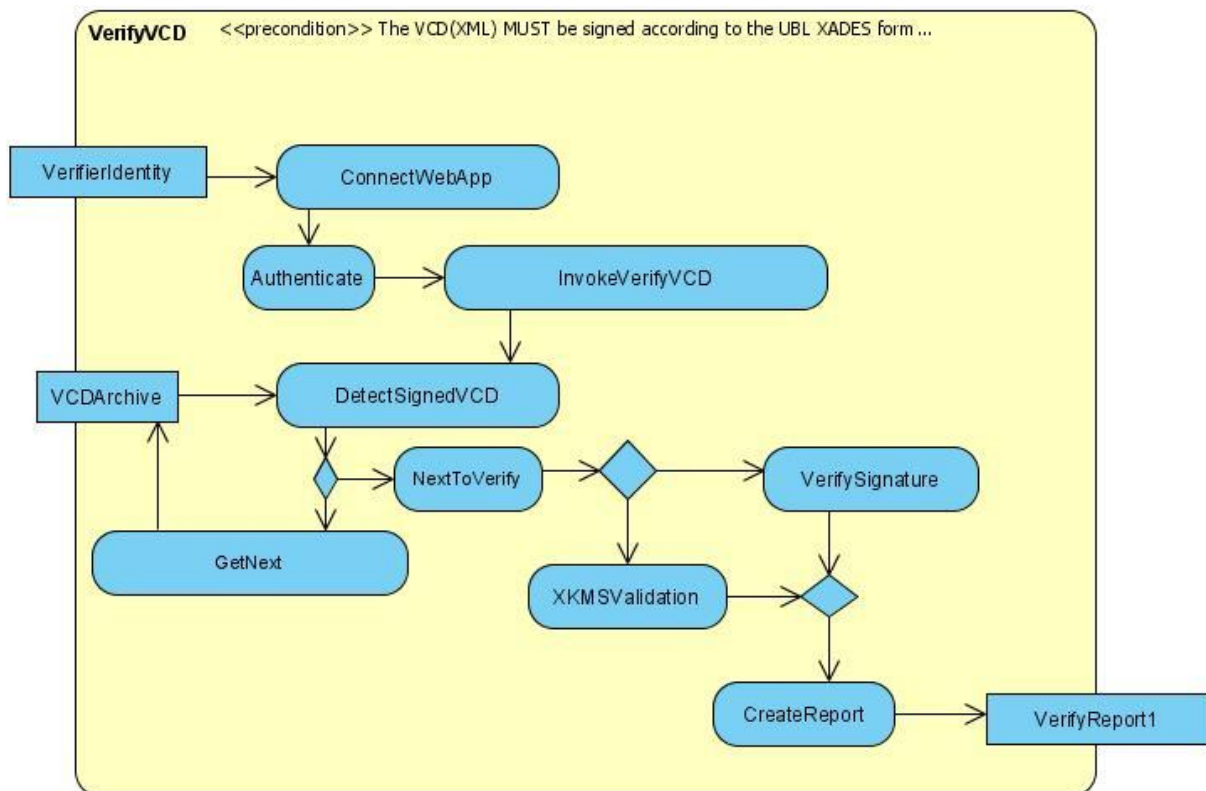 VerifyVCD <<precondition>> The VCD(XML) MUST be signed according to the UBL XADES form ...
VerifierIdentity
ConnectWebApp
Authenticate
InvokeVerifyVCD
VCDArchive
DetectSignedVCD
NextToVerify
VerifySignature
GetNext
XKMSValidation
CreateReport
VerifyReport1